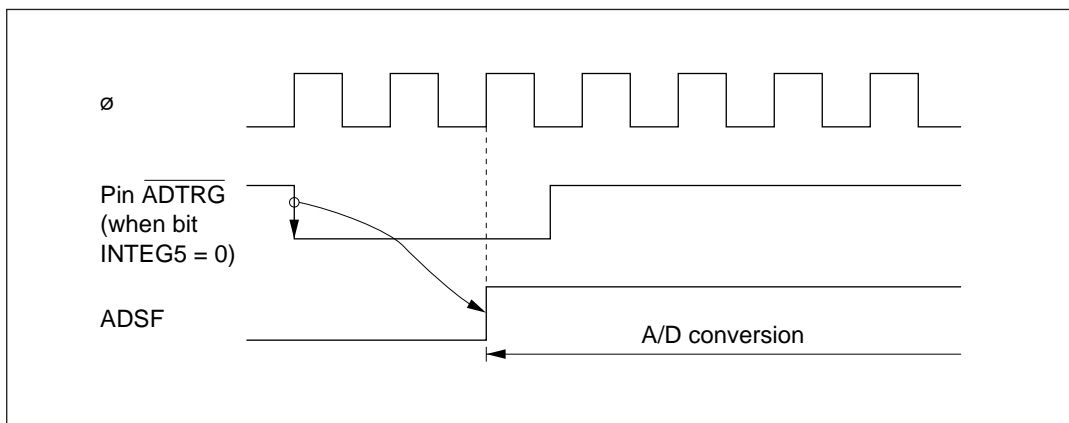 ø
Pin ADTRG
(when bit
INTEG5 = 0)
ADSF
A/D conversion